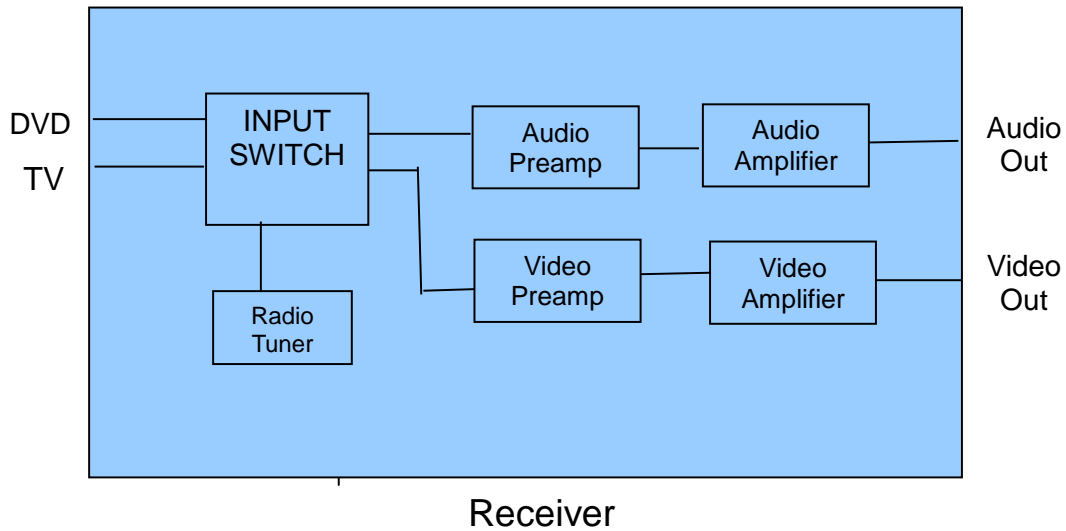 DVD
TV
INPUT
SWITCH
Radio
Tuner
Audio
Preamp
Audio
Amplifier
Audio
Out
Video
Preamp
Video
Amplifier
Video
Out
Receiver